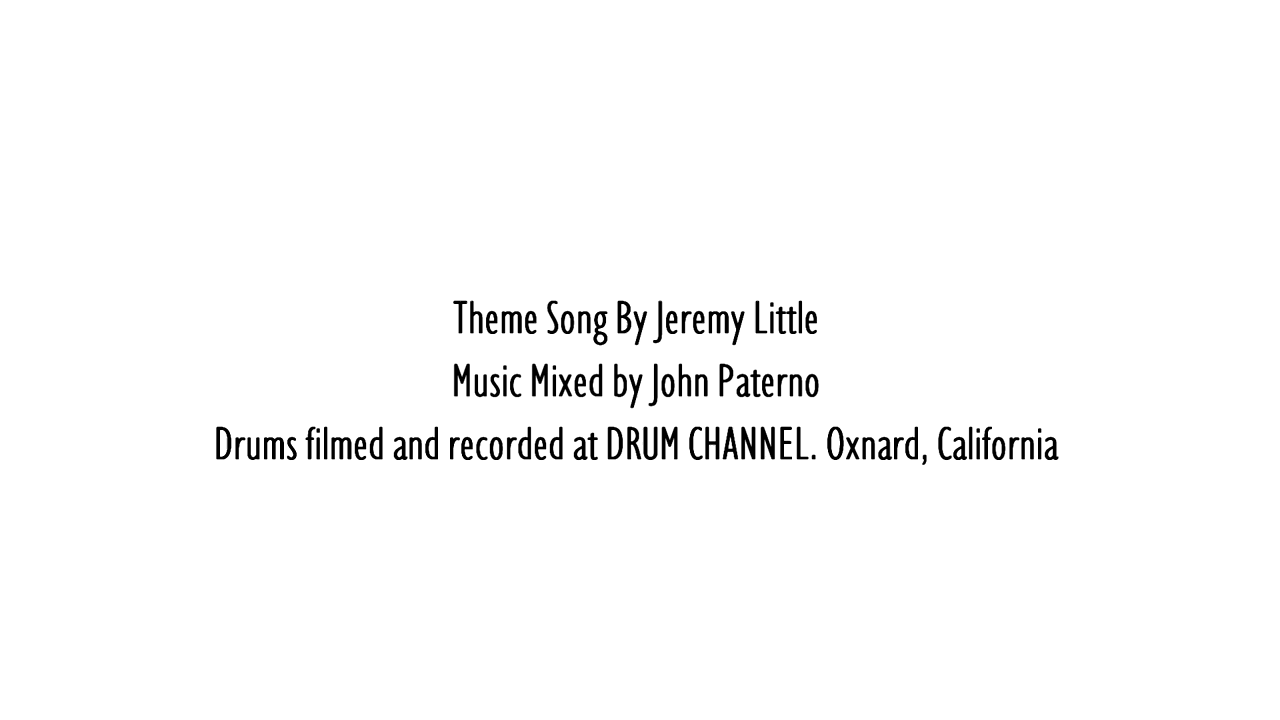 Theme Song By Jeremy Little
Music Mixed by John Paterno
Drums filmed and recorded at DRUM CHANNEL. Oxnard, California